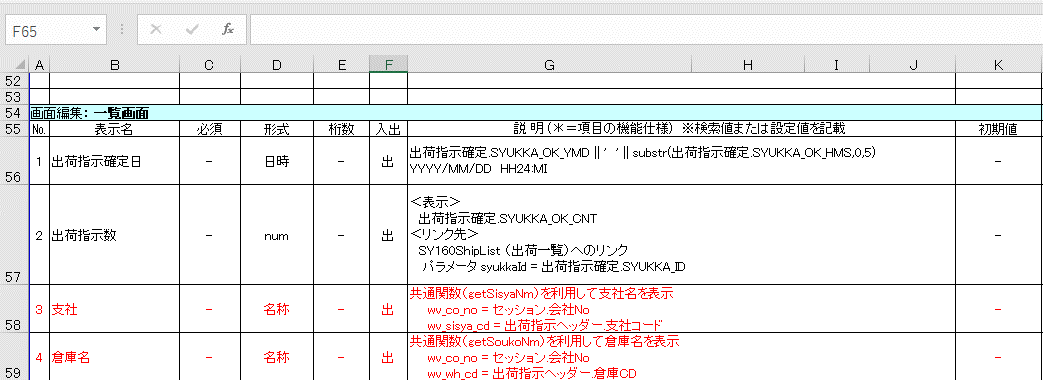 F65
fx
A B C D E F G H I J K
52
53
54 画面編集: 一覧画面
55 No. 表示名 必須 形式 桁数 入出 説 明 (＊＝項目の機能仕様) ※検索値または設定値を記載 初期値
56 1 出荷指示確定日 － 日時 － 出 出荷指示確定.SYUKKA_OK_YMD || ' ' || substr(出荷指示確定.SYUKKA_OK_HMS,0,5) －
YYYY/MM/DD HH24:MI
57 2 出荷指示数 － num － 出 ＜表示＞ －
出荷指示確定.SYUKKA_OK_CNT
＜リンク先＞
SY160ShipList (出荷一覧)へのリンク
パラメータ syukkaId = 出荷指示確定.SYUKKA_ID
58 3 支社 － 名称 － 出 共通関数(getSisyaNm)を利用して支社名を表示 －
wv_co_no = セッション.会社No
wv_sisya_cd = 出荷指示ヘッダー.支社コード
59 4 倉庫名 － 名称 － 出 共通関数(getSoukoNm)を利用して倉庫名を表示 －
wv_co_no = セッション.会社No
wv_wh_cd = 出荷指示ヘッダー.倉庫CD